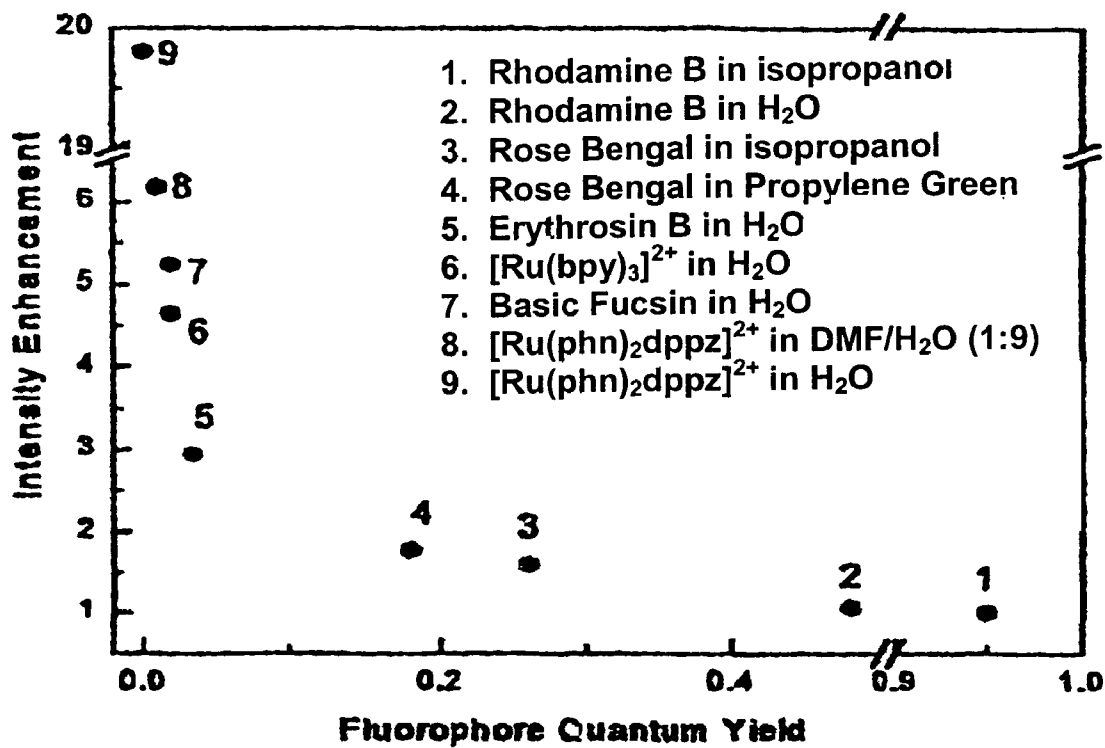 20
19
6
5
4
3
2
1
Intensity Enhancement
9
8
7
6
5
4
3
2
1
1. Rhodamine B in isopropanol
2. Rhodamine B in H₂O
3. Rose Bengal in isopropanol
4. Rose Bengal in Propylene Green
5. Erythrosin B in H₂O
6. [Ru(bpy)₃]²⁺ in H₂O
7. Basic Fucsin in H₂O
8. [Ru(phn)₂dppz]²⁺ in DMF/H₂O (1:9)
9. [Ru(phn)₂dppz]²⁺ in H₂O
0.0 0.2 0.4 0.9 1.0
Fluorophore Quantum Yield